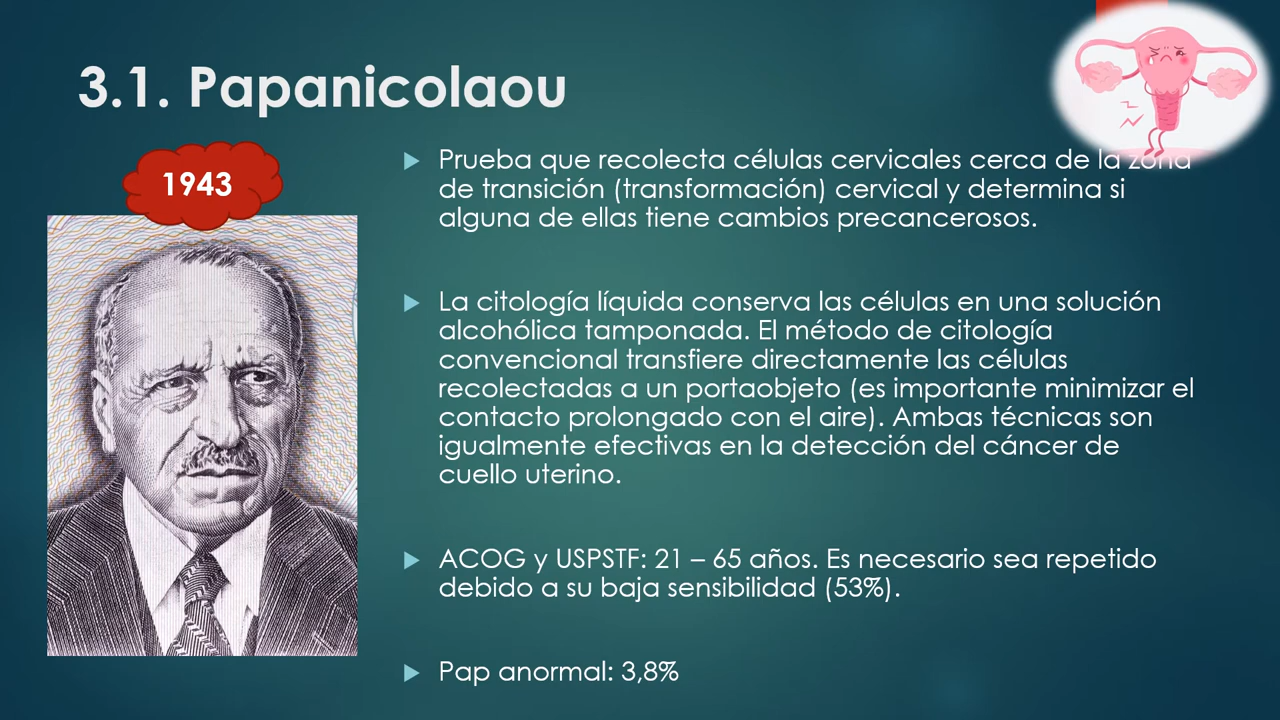 3.1. Papanicolaou
1943
Prueba que recolecta células cervicales cerca de la zona
de transición (transformación) cervical y determina si
alguna de ellas tiene cambios precancerosos.
La citología líquida conserva las células en una solución
alcohólica tamponada. El método de citología
convencional transfiere directamente las células
recolectadas a un portaobjeto (es importante minimizar el
contacto prolongado con el aire). Ambas técnicas son
igualmente efectivas en la detección del cáncer de
cuello uterino.
ACOG y USPSTF: 21 – 65 años. Es necesario sea repetido
debido a su baja sensibilidad (53%).
Pap anormal: 3,8%